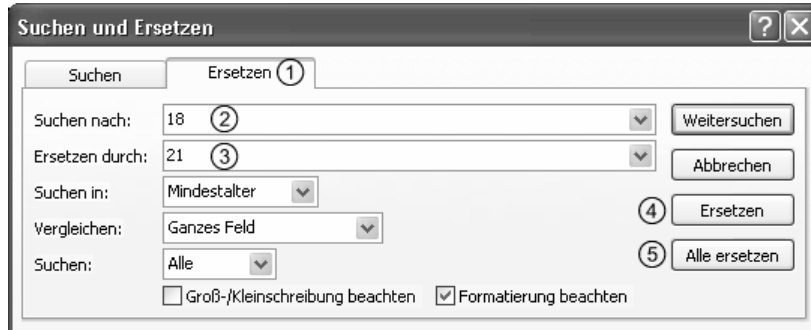 Suchen und Ersetzen
Suchen
Ersetzen ①
Suchen nach: 18 ② Weitersuchen
Ersetzen durch: 21 ③ Abbrechen
Suchen in: Mindestalter ④ Ersetzen
Vergleichen: Ganzes Feld
Suchen: Alle ⑤ Alle ersetzen
Groß-/Kleinschreibung beachten Formatierung beachten